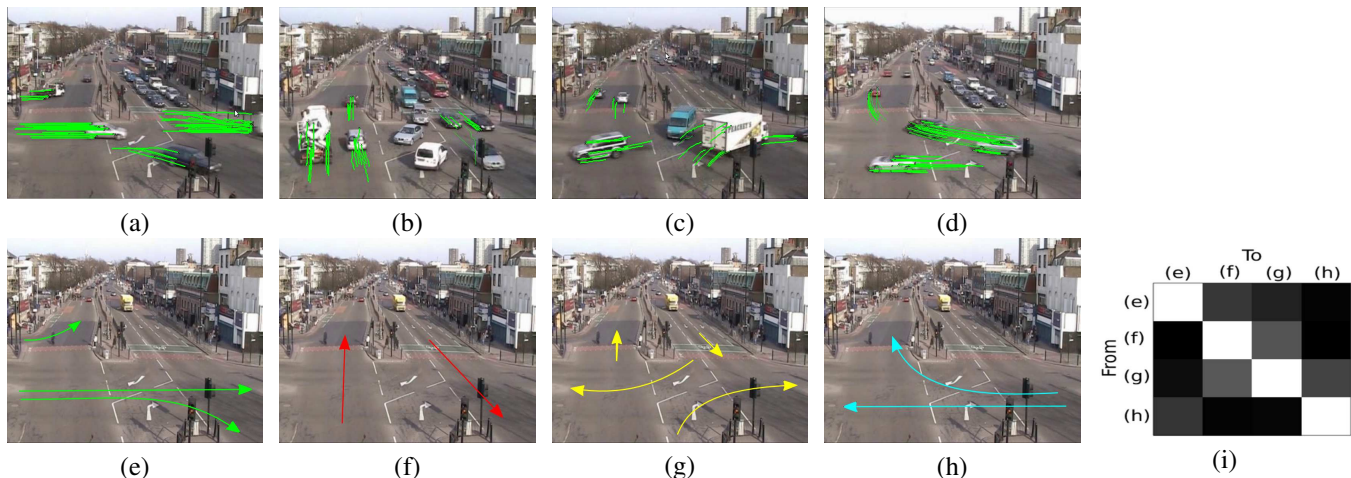 (a) (b) (c) (d)
To
(e) (f) (g) (h)
From
(e)
(f)
(g)
(h)
(e) (f) (g) (h) (i)